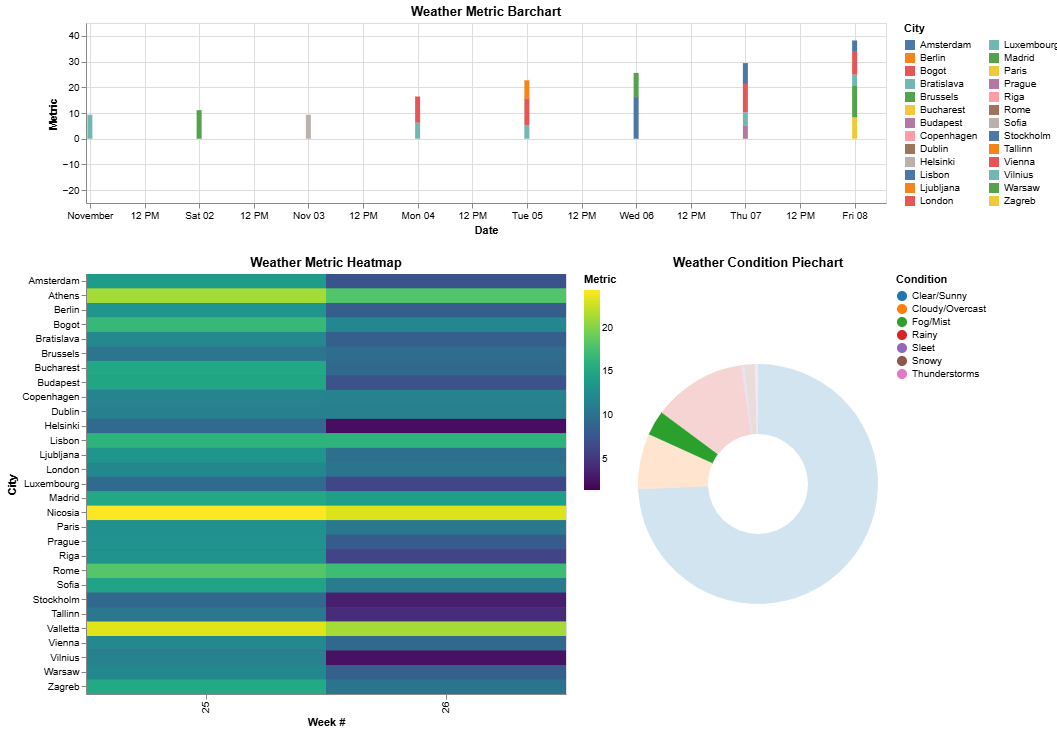 Weather Metric Barchart
Metric
40
30
20
10
0
−10
−20
November 12 PM Sat 02 12 PM Nov 03 12 PM Mon 04 12 PM Tue 05 12 PM Wed 06 12 PM Thu 07 12 PM Fri 08
Date
City
Amsterdam Luxembourg
Berlin Madrid
Bogot Paris
Bratislava Prague
Brussels Riga
Bucharest Rome
Budapest Sofia
Copenhagen Stockholm
Dublin Tallinn
Helsinki Vienna
Lisbon Vilnius
Ljubljana Warsaw
London Zagreb
Weather Metric Heatmap
City
Amsterdam
Athens
Berlin
Bogot
Bratislava
Brussels
Bucharest
Budapest
Copenhagen
Dublin
Helsinki
Lisbon
Ljubljana
London
Luxembourg
Madrid
Nicosia
Paris
Prague
Riga
Rome
Sofia
Stockholm
Tallinn
Valletta
Vienna
Vilnius
Warsaw
Zagreb
25 26
Week #
Metric
20
15
10
5
Weather Condition Piechart
Condition
Clear/Sunny
Cloudy/Overcast
Fog/Mist
Rainy
Sleet
Snowy
Thunderstorms